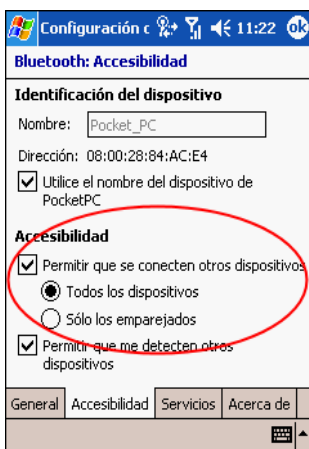 Configuración c 11:22 ok
Bluetooth: Accesibilidad
Identificación del dispositivo
Nombre: Pocket_PC
Dirección: 08:00:28:84:AC:E4
Utilice el nombre del dispositivo de
PocketPC
Accesibilidad
Permitir que se conecten otros dispositivos
Todos los dispositivos
Sólo los emparejados
Permitir que me detecten otros
dispositivos
General Accesibilidad Servicios Acerca de